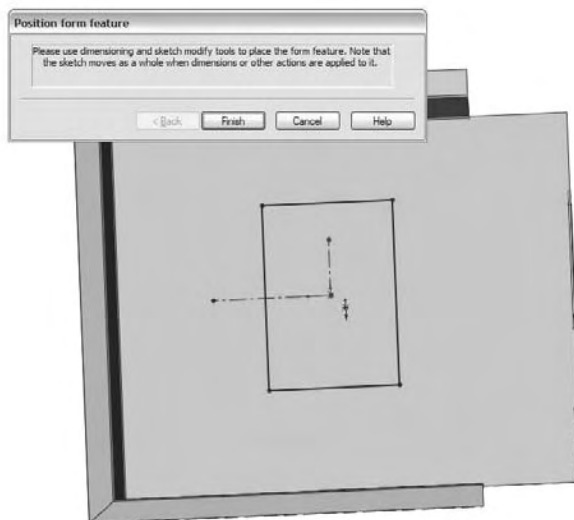 Position form feature
Please use dimensioning and sketch modify tools to place the form feature. Note that
the sketch moves as a whole when dimensions or other actions are applied to it.
< Back
Finish
Cancel
Help